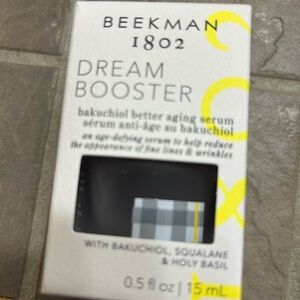 BEEKMAN
1802
DREAM
BOOSTER
bakuchiol better aging serum
sérum anti-âge au bakuchiol
an age-defying serum to help reduce
the appearance of fine lines & wrinkles
WITH BAKUCHIOL, SQUALANE
& HOLY BASIL
0.5 fl oz | 15 mL